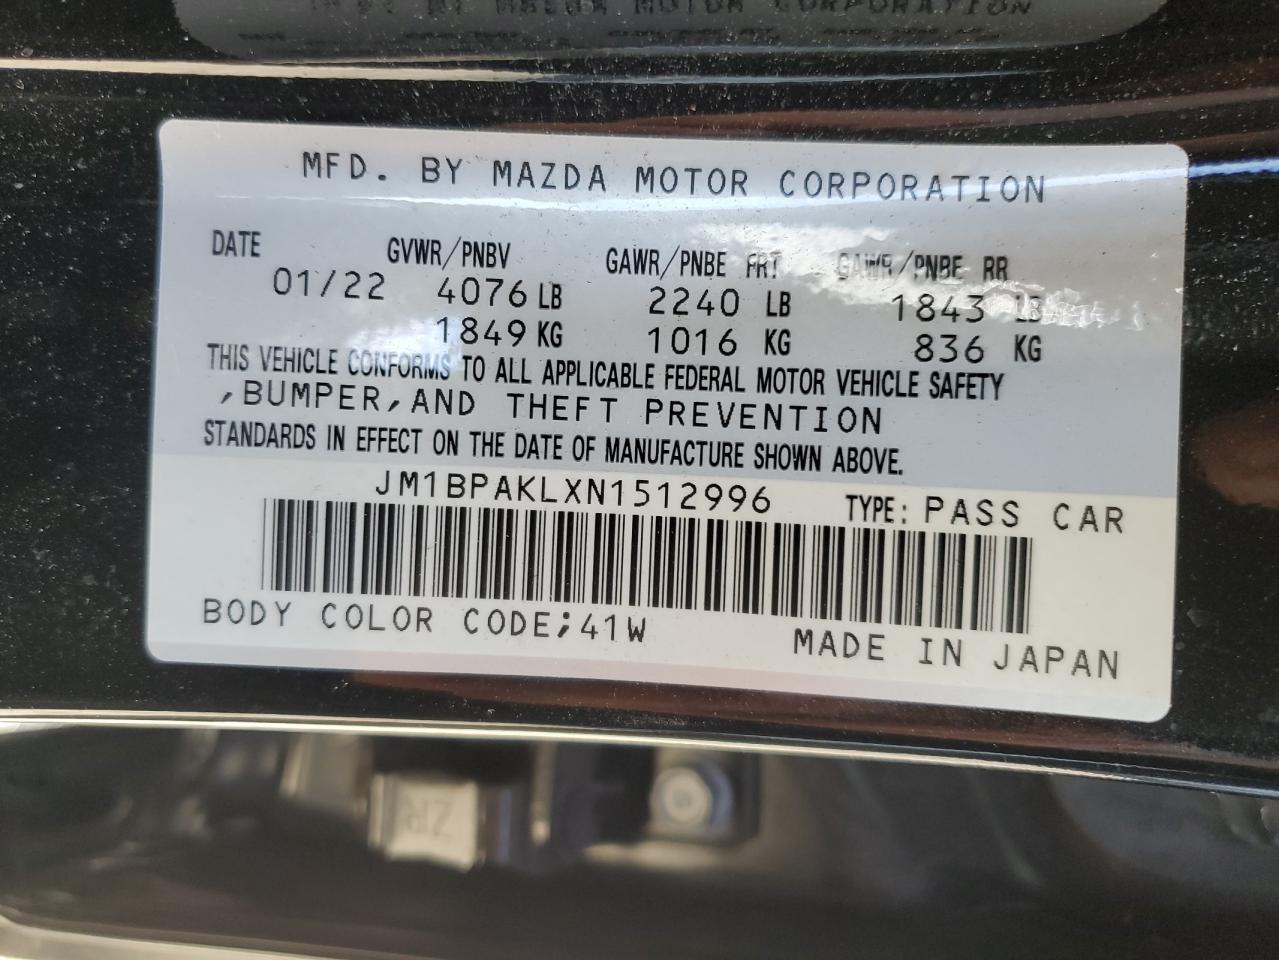 MFD. BY MAZDA MOTOR CORPORATION
DATE GVWR/PNBV GAWR/PNBE FRT GAWR/PNBE RR
01/22 4076 LB 2240 LB 1843 LB
1849 KG 1016 KG 836 KG
THIS VEHICLE CONFORMS TO ALL APPLICABLE FEDERAL MOTOR VEHICLE SAFETY
,BUMPER,AND THEFT PREVENTION
STANDARDS IN EFFECT ON THE DATE OF MANUFACTURE SHOWN ABOVE.
JM1BPAKLXN1512996 TYPE: PASS CAR
BODY COLOR CODE;41W MADE IN JAPAN